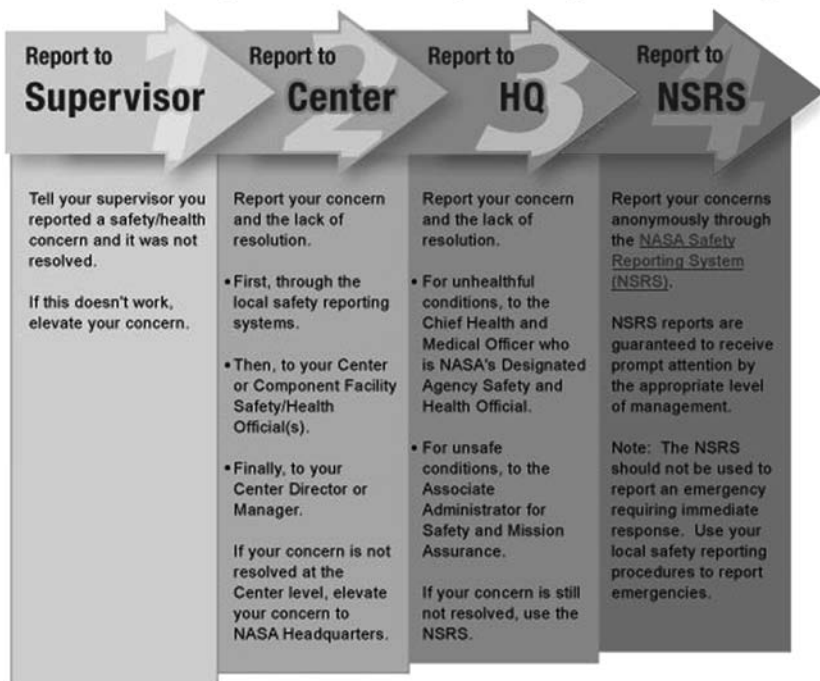 1
Report to
Supervisor
Tell your supervisor you
reported a safety/health
concern and it was not
resolved.
If this doesn't work,
elevate your concern.
2
Report to
Center
Report your concern
and the lack of
resolution.
• First, through the
local safety reporting
systems.
• Then, to your Center
or Component Facility
Safety/Health
Official(s).
• Finally, to your
Center Director or
Manager.
If your concern is not
resolved at the
Center level, elevate
your concern to
NASA Headquarters.
3
Report to
HQ
Report your concern
and the lack of
resolution.
• For unhealthful
conditions, to the
Chief Health and
Medical Officer who
is NASA's Designated
Agency Safety and
Health Official.
• For unsafe
conditions, to the
Associate
Administrator for
Safety and Mission
Assurance.
If your concern is still
not resolved, use the
NSRS.
4
Report to
NSRS
Report your concerns
anonymously through
the NASA Safety
Reporting System
(NSRS).
NSRS reports are
guaranteed to receive
prompt attention by
the appropriate level
of management.
Note: The NSRS
should not be used to
report an emergency
requiring immediate
response. Use your
local safety reporting
procedures to report
emergencies.